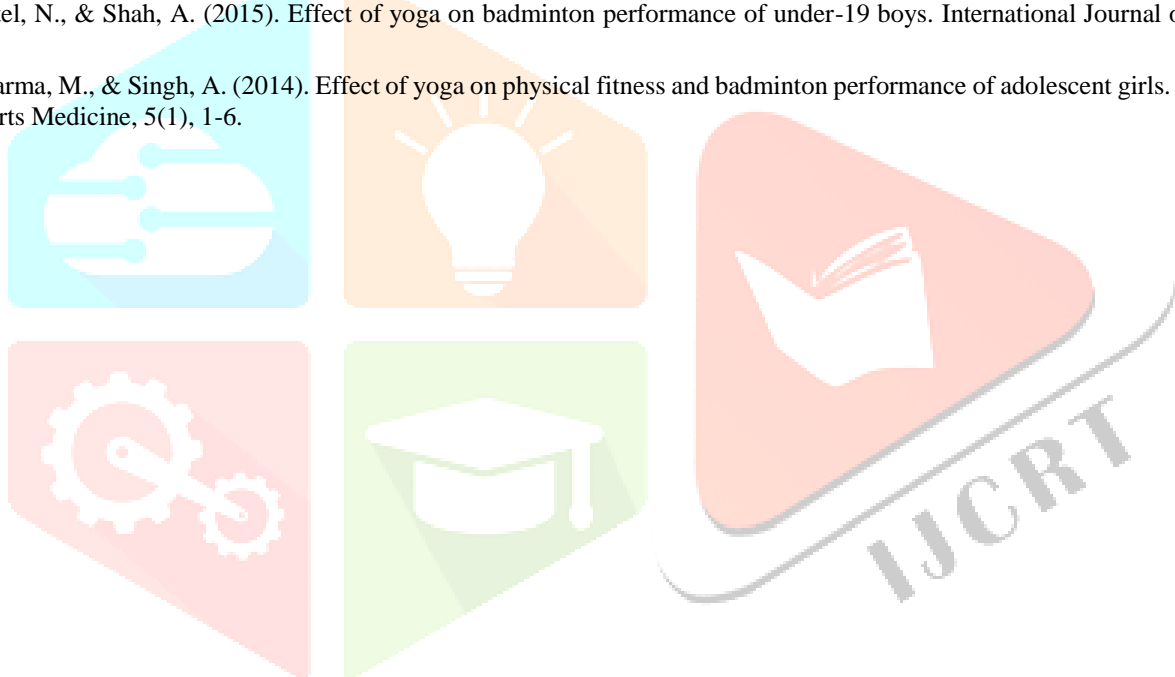 tel, N., & Shah, A. (2015). Effect of yoga on badminton performance of under-19 boys. International Journal o
arma, M., & Singh, A. (2014). Effect of yoga on physical fitness and badminton performance of adolescent girls.
rts Medicine, 5(1), 1-6.
IJCRT